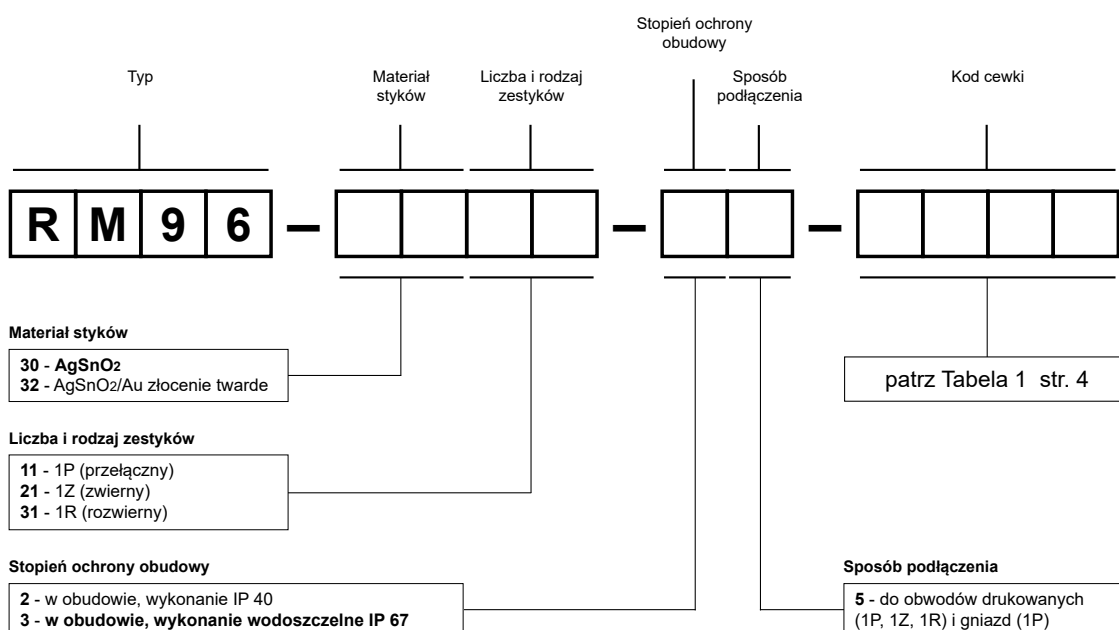 Stopień ochrony
obudowy
Typ
Materiał
styków
Liczba i rodzaj
zestyków
Sposób
podłączenia
Kod cewki
R M 9 6 – – –
Materiał styków
30 - AgSnO2
32 - AgSnO2/Au złocenie twarde
patrz Tabela 1 str. 4
Liczba i rodzaj zestyków
11 - 1P (przełączny)
21 - 1Z (zwierny)
31 - 1R (rozwierny)
Stopień ochrony obudowy
2 - w obudowie, wykonanie IP 40
3 - w obudowie, wykonanie wodoszczelne IP 67
Sposób podłączenia
5 - do obwodów drukowanych
(1P, 1Z, 1R) i gniazd (1P)